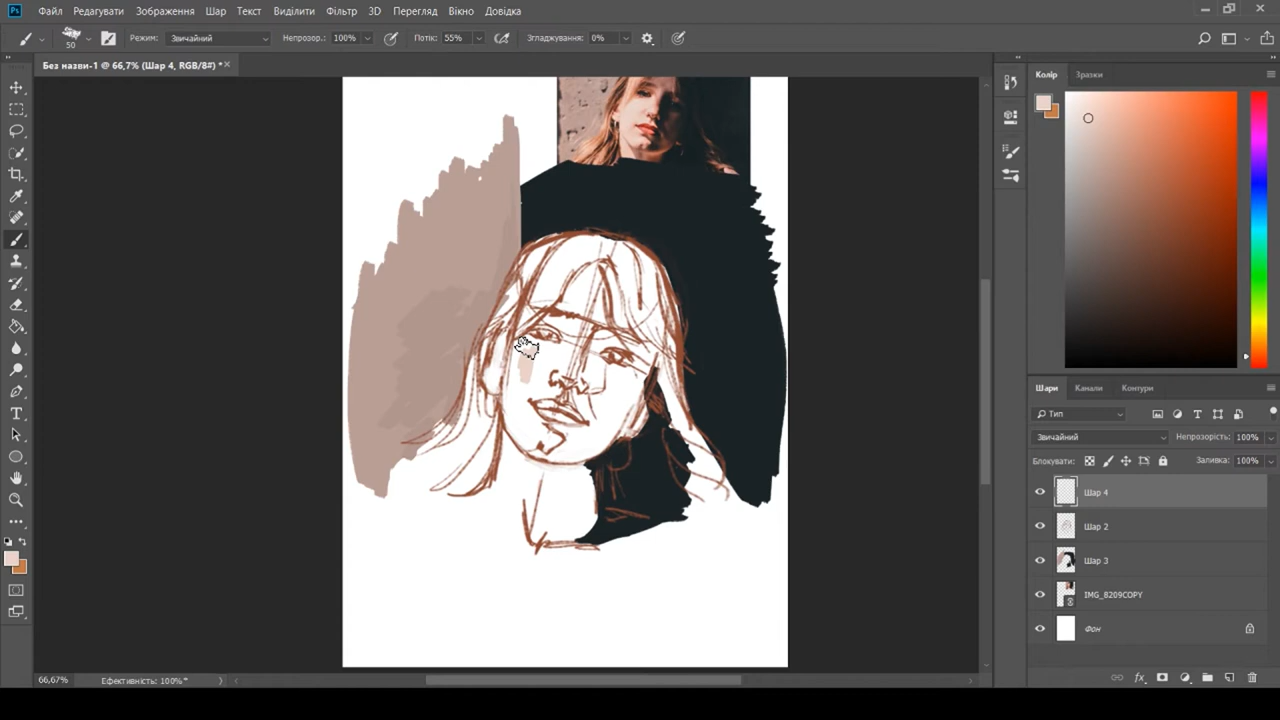 Ps Файл Редагувати Зображення Шар Текст Виділити Фільтр 3D Перегляд Вікно Довідка
50 Режим: Звичайний Непрозор.: 100% Потік: 55% Згладжування: 0%
Без назви-1 @ 66,7% (Шар 4, RGB/8#) * ×
Колір Зразки
Шари Канали Контури
Тип
Звичайний Непрозорість: 100%
Блокувати: Заливка: 100%
Шар 4
Шар 2
Шар 3
IMG_8209COPY
Фон
66,67% Ефективність: 100%*